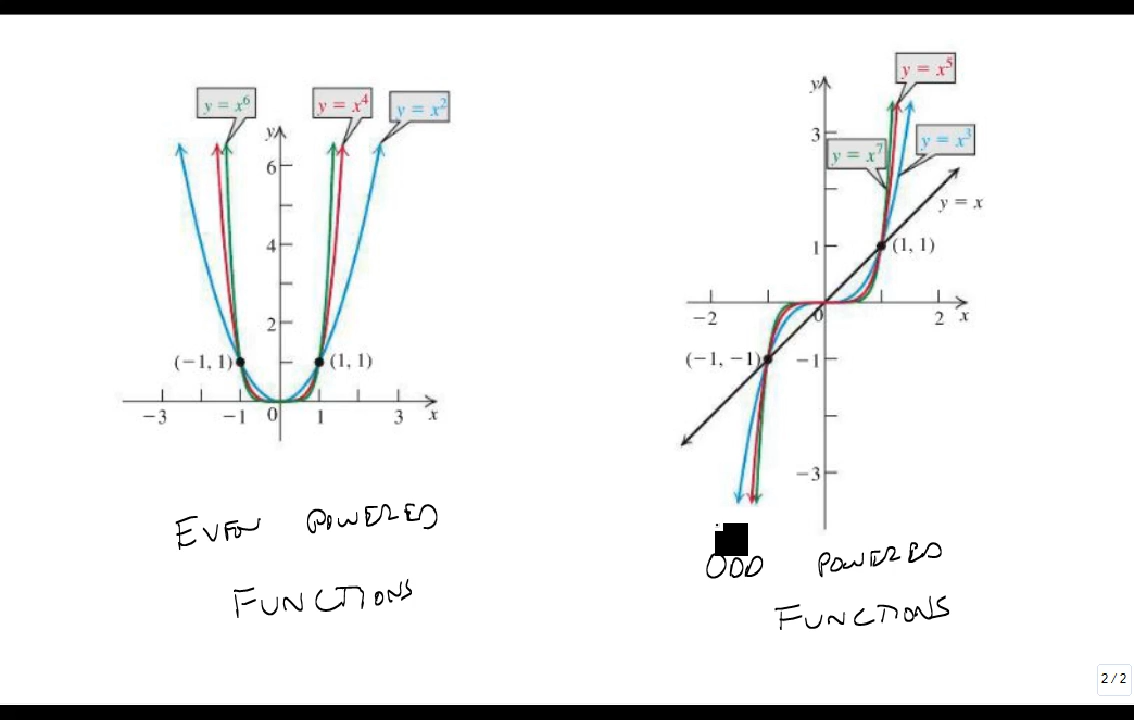 y = x⁶
y = x⁴
y = x²
y
6
4
2
(−1, 1)
(1, 1)
−3
−1
0
1
3
x
EVEN POWERED
FUNCTIONS
y = x⁵
y
3
y = x³
y = x⁷
y = x
1
(1, 1)
−2
0
2
x
(−1, −1)
−1
−3
ODD POWERED
FUNCTIONS
2/2